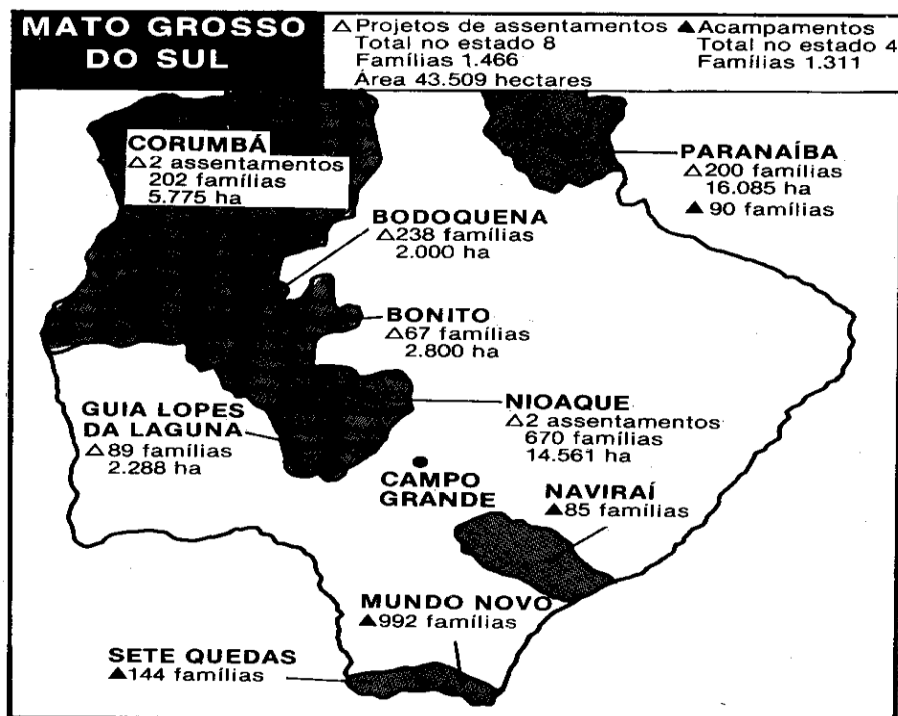 MATO GROSSO
DO SUL
△ Projetos de assentamentos
Total no estado 8
Famílias 1.466
Área 43.509 hectares
▲ Acampamentos
Total no estado 4
Famílias 1.311
CORUMBÁ
△2 assentamentos
202 famílias
5.775 ha
PARANAÍBA
△200 famílias
16.085 ha
▲90 famílias
BODOQUENA
△238 famílias
2.000 ha
BONITO
△67 famílias
2.800 ha
GUIA LOPES
DA LAGUNA
△89 famílias
2.288 ha
NIOAQUE
△2 assentamentos
670 famílias
14.561 ha
CAMPO
GRANDE
NAVIRAÍ
▲85 famílias
MUNDO NOVO
▲992 famílias
SETE QUEDAS
▲144 famílias